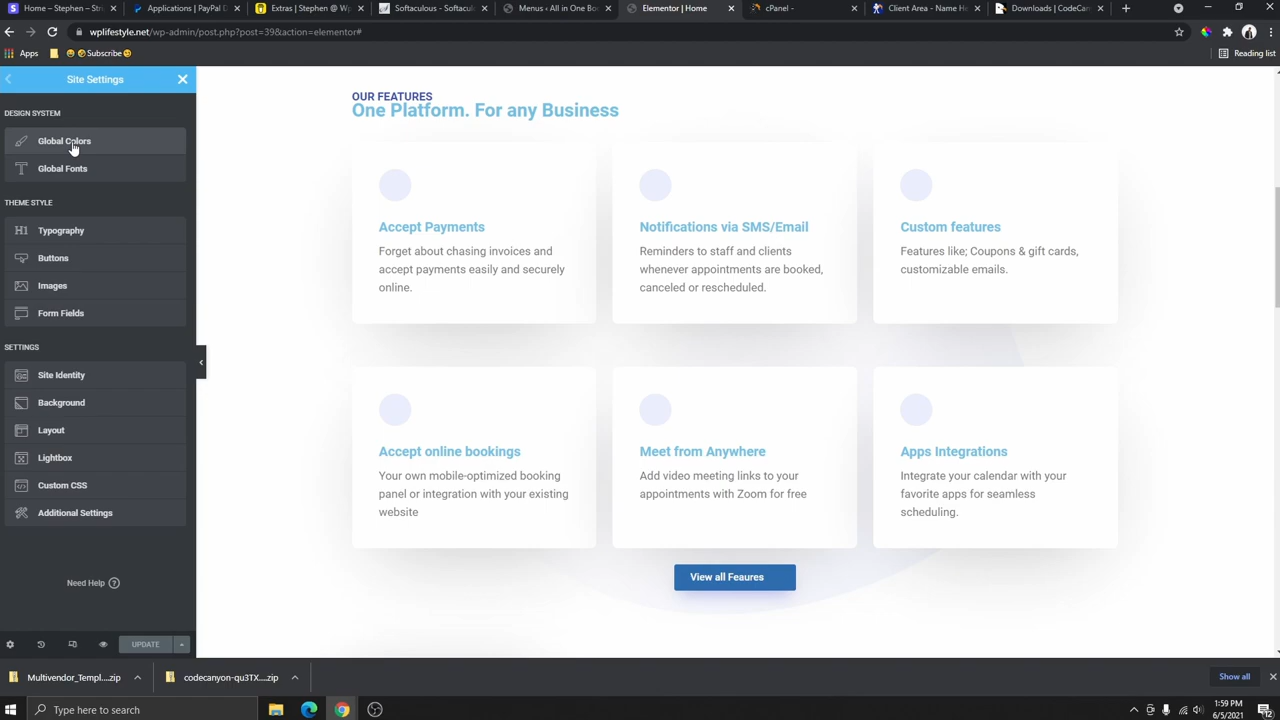 Home – Stephen – Stri
Applications | PayPal D
Extras | Stephen @ Wp
Softaculous - Softacul
Menus ‹ All in One Bo
Elementor | Home
cPanel -
Client Area - Name H
Downloads | CodeCan
wplifestyle.net/wp-admin/post.php?post=39&action=elementor#
Apps
Subscribe
Reading list
Site Settings
DESIGN SYSTEM
Global Colors
Global Fonts
THEME STYLE
H1 Typography
Buttons
Images
Form Fields
SETTINGS
Site Identity
Background
Layout
Lightbox
Custom CSS
Additional Settings
Need Help ?
UPDATE
OUR FEATURES
One Platform. For any Business
Accept Payments
Forget about chasing invoices and
accept payments easily and securely
online.
Notifications via SMS/Email
Reminders to staff and clients
whenever appointments are booked,
canceled or rescheduled.
Custom features
Features like; Coupons & gift cards,
customizable emails.
Accept online bookings
Your own mobile-optimized booking
panel or integration with your existing
website
Meet from Anywhere
Add video meeting links to your
appointments with Zoom for free
Apps Integrations
Integrate your calendar with your
favorite apps for seamless
scheduling.
View all Feaures
Multivendor_Templ....zip
codecanyon-qu3TX....zip
Show all
Type here to search
1:59 PM
6/5/2021